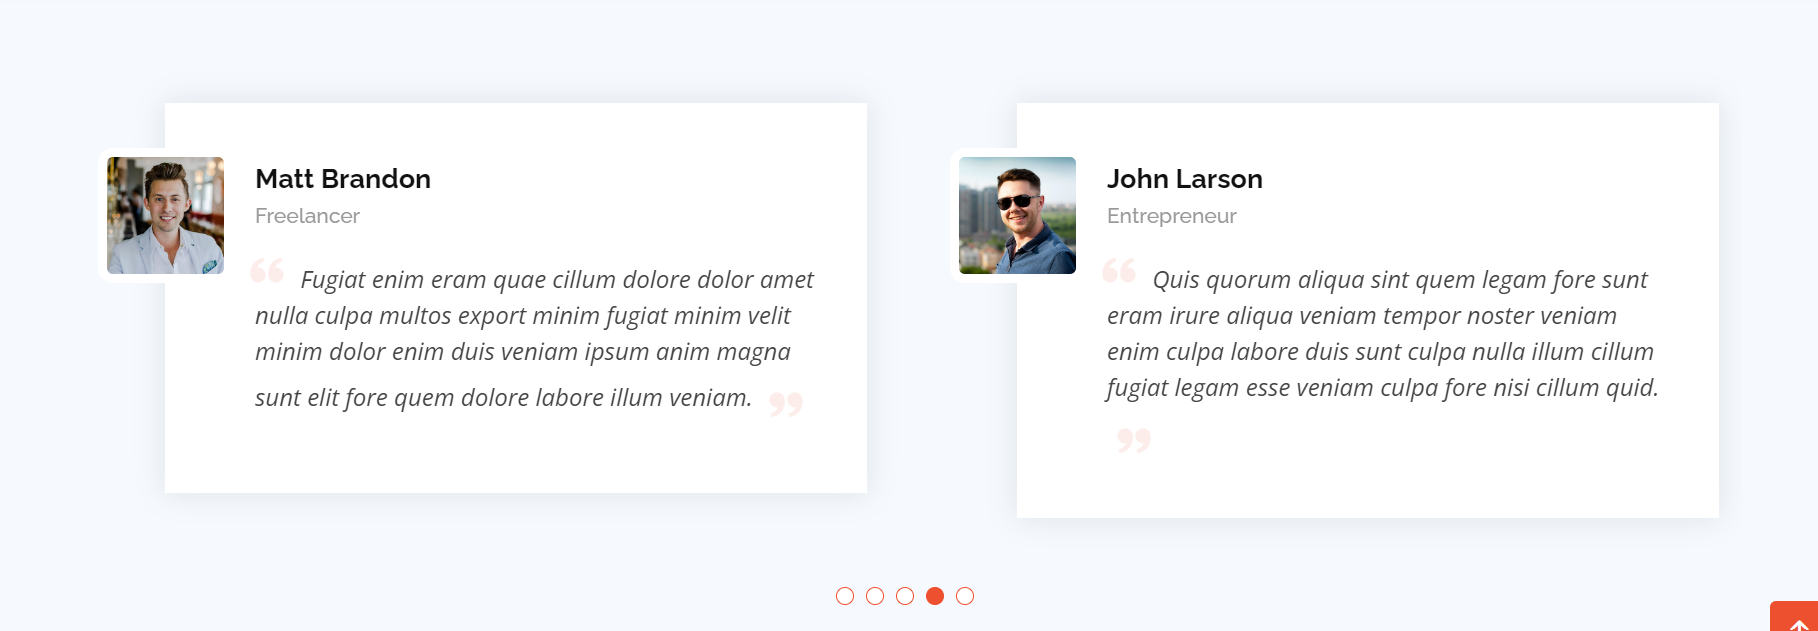 Matt Brandon
Freelancer
“ Fugiat enim eram quae cillum dolore dolor amet
nulla culpa multos export minim fugiat minim velit
minim dolor enim duis veniam ipsum anim magna
sunt elit fore quem dolore labore illum veniam. ”
John Larson
Entrepreneur
“ Quis quorum aliqua sint quem legam fore sunt
eram irure aliqua veniam tempor noster veniam
enim culpa labore duis sunt culpa nulla illum cillum
fugiat legam esse veniam culpa fore nisi cillum quid.
”